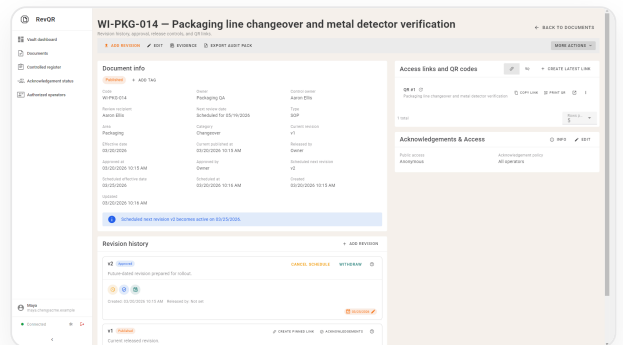 RevQR
Vault dashboard
Documents
Controlled register
Acknowledgement status
Authorized operators
WI-PKG-014 — Packaging line changeover and metal detector verification
Revision history, approval, release controls, and QR links.
BACK TO DOCUMENTS
ADD REVISION
EDIT
EVIDENCE
EXPORT AUDIT PACK
MORE ACTIONS
Document info
Published
+ ADD TAG
Code
Owner
Control owner
WI-PKG-014
Packaging QA
Aaron Ellis
Review recipient
Next review date
Type
Aaron Ellis
Scheduled for 05/19/2026
SOP
Area
Category
Current revision
Packaging
Changeover
v1
Effective date
Current published at
Released by
03/20/2026
03/20/2026 10:15 AM
Owner
Approved at
Approved by
Scheduled next revision
03/20/2026 10:15 AM
Owner
v2
Scheduled effective date
Scheduled at
Created
03/25/2026
03/20/2026 10:16 AM
03/20/2026 10:15 AM
Updated
03/20/2026 10:16 AM
Scheduled next revision v2 becomes active on 03/25/2026.
Revision history
+ ADD REVISION
v2
Approved
CANCEL SCHEDULE
WITHDRAW
Future-dated revision prepared for rollout.
Created: 03/20/2026 10:15 AM · Released by: Not set
v1
Published
CREATE PINNED LINK
ACKNOWLEDGEMENTS
Current released revision.
Access links and QR codes
+ CREATE LATEST LINK
QR #1
Packaging line changeover and metal detector verification
COPY LINK
PRINT QR
1 total
5
Acknowledgements & Access
INFO
EDIT
Public access
Acknowledgement policy
Anonymous
All operators
Maya
Connected